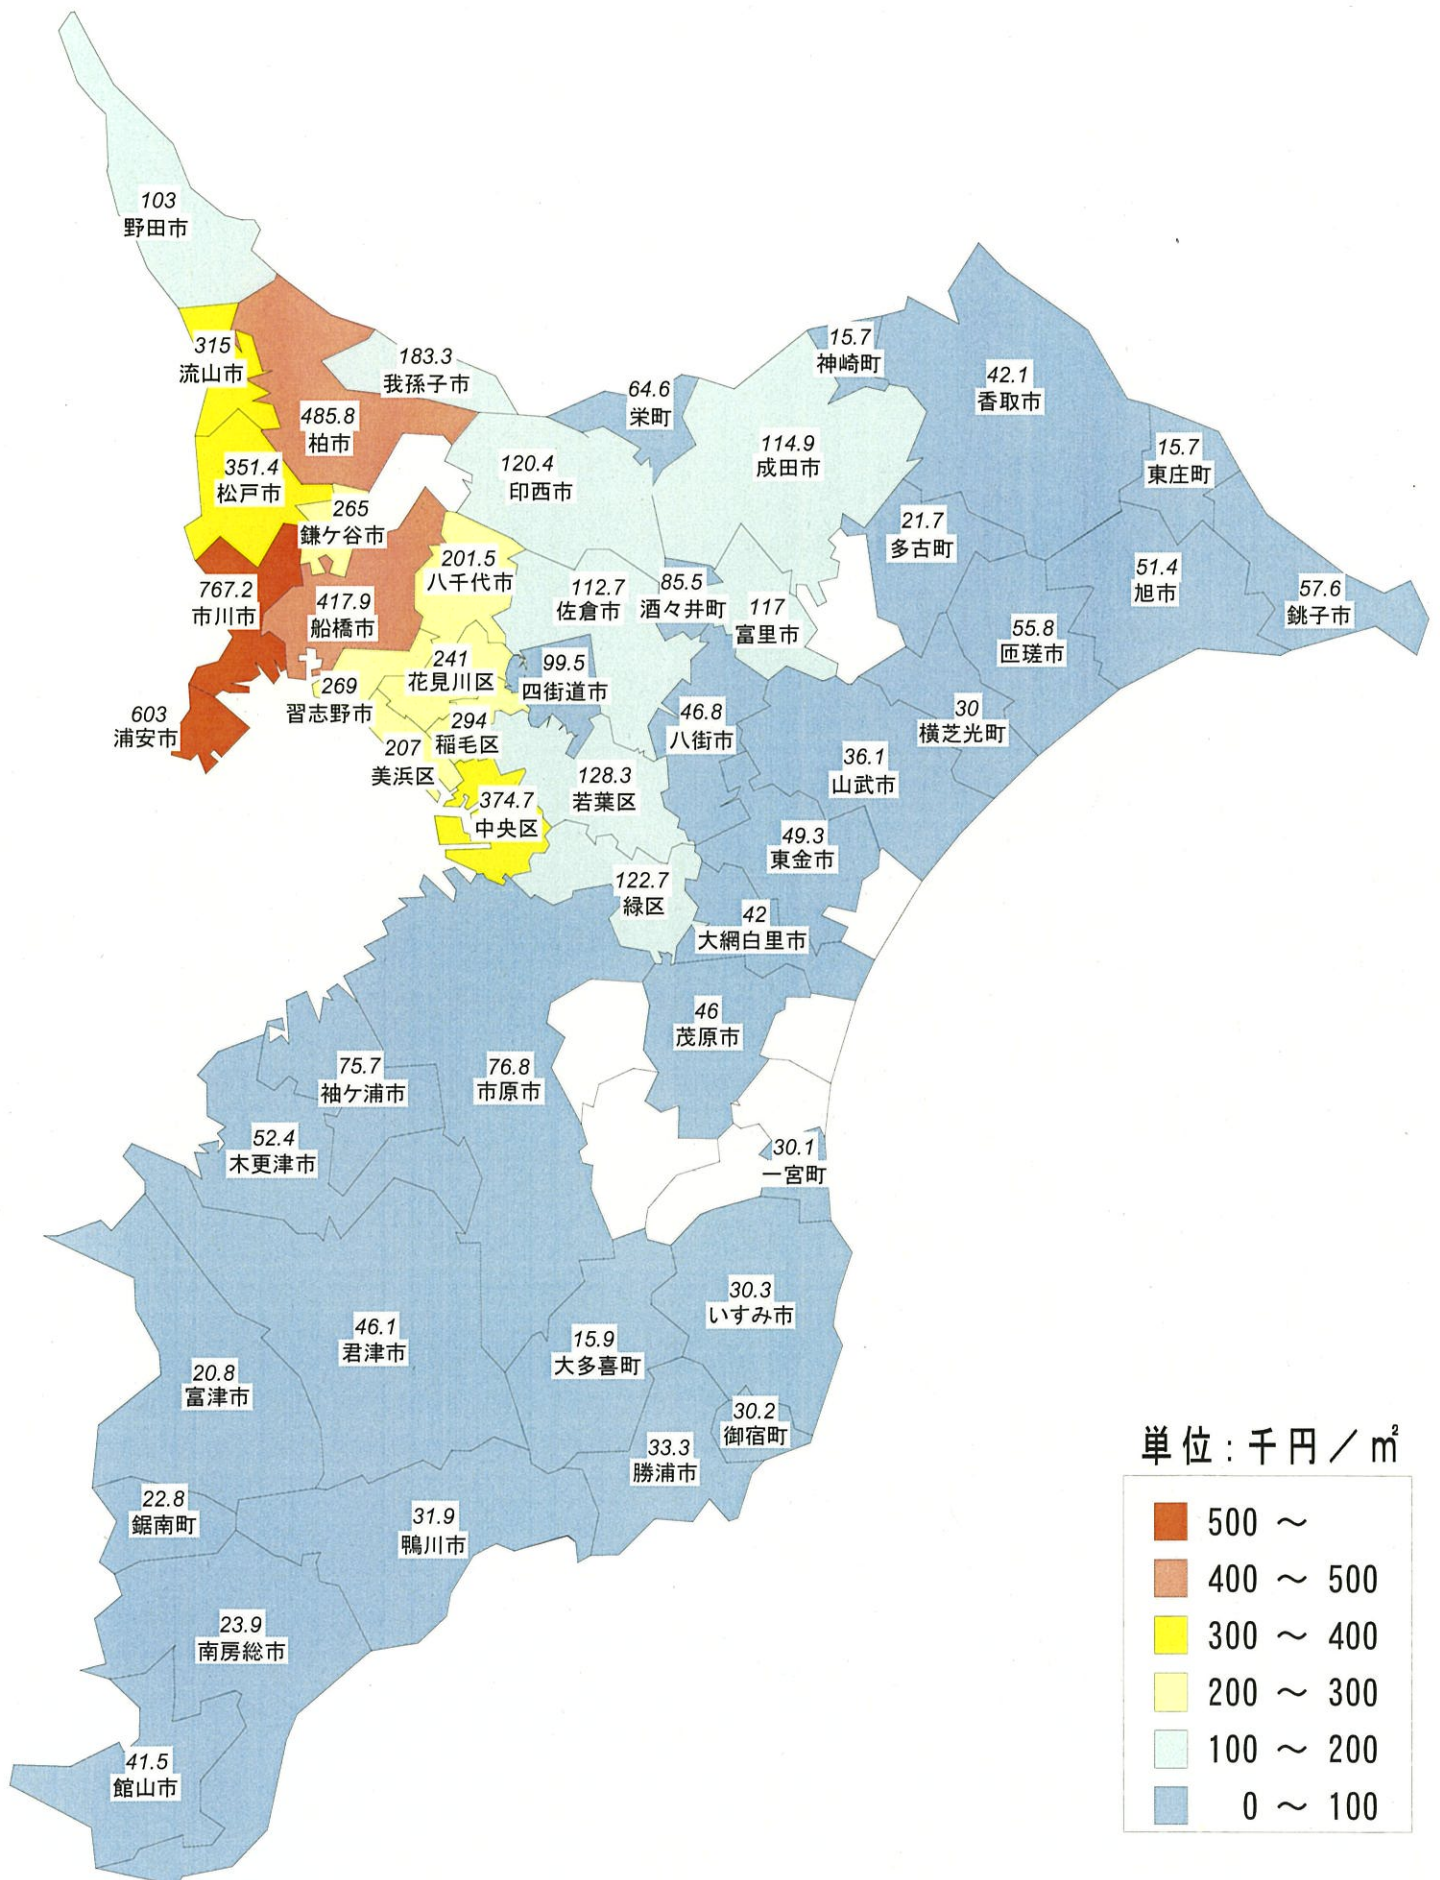 103
野田市
315
流山市
183.3
我孫子市
485.8
柏市
64.6
栄町
15.7
神崎町
42.1
香取市
351.4
松戸市
120.4
印西市
114.9
成田市
15.7
東庄町
265
鎌ケ谷市
201.5
八千代市
21.7
多古町
51.4
旭市
57.6
銚子市
767.2
市川市
417.9
船橋市
112.7
佐倉市
85.5
酒々井町
117
富里市
55.8
匝瑳市
241
花見川区
99.5
四街道市
269
習志野市
603
浦安市
294
稲毛区
46.8
八街市
30
横芝光町
207
美浜区
128.3
若葉区
36.1
山武市
374.7
中央区
49.3
東金市
122.7
緑区
42
大網白里市
46
茂原市
75.7
袖ケ浦市
76.8
市原市
52.4
木更津市
30.1
一宮町
30.3
いすみ市
46.1
君津市
15.9
大多喜町
20.8
富津市
30.2
御宿町
33.3
勝浦市
22.8
鋸南町
31.9
鴨川市
23.9
南房総市
41.5
館山市
単位:千円/㎡
500 ～
400 ～ 500
300 ～ 400
200 ～ 300
100 ～ 200
0 ～ 100